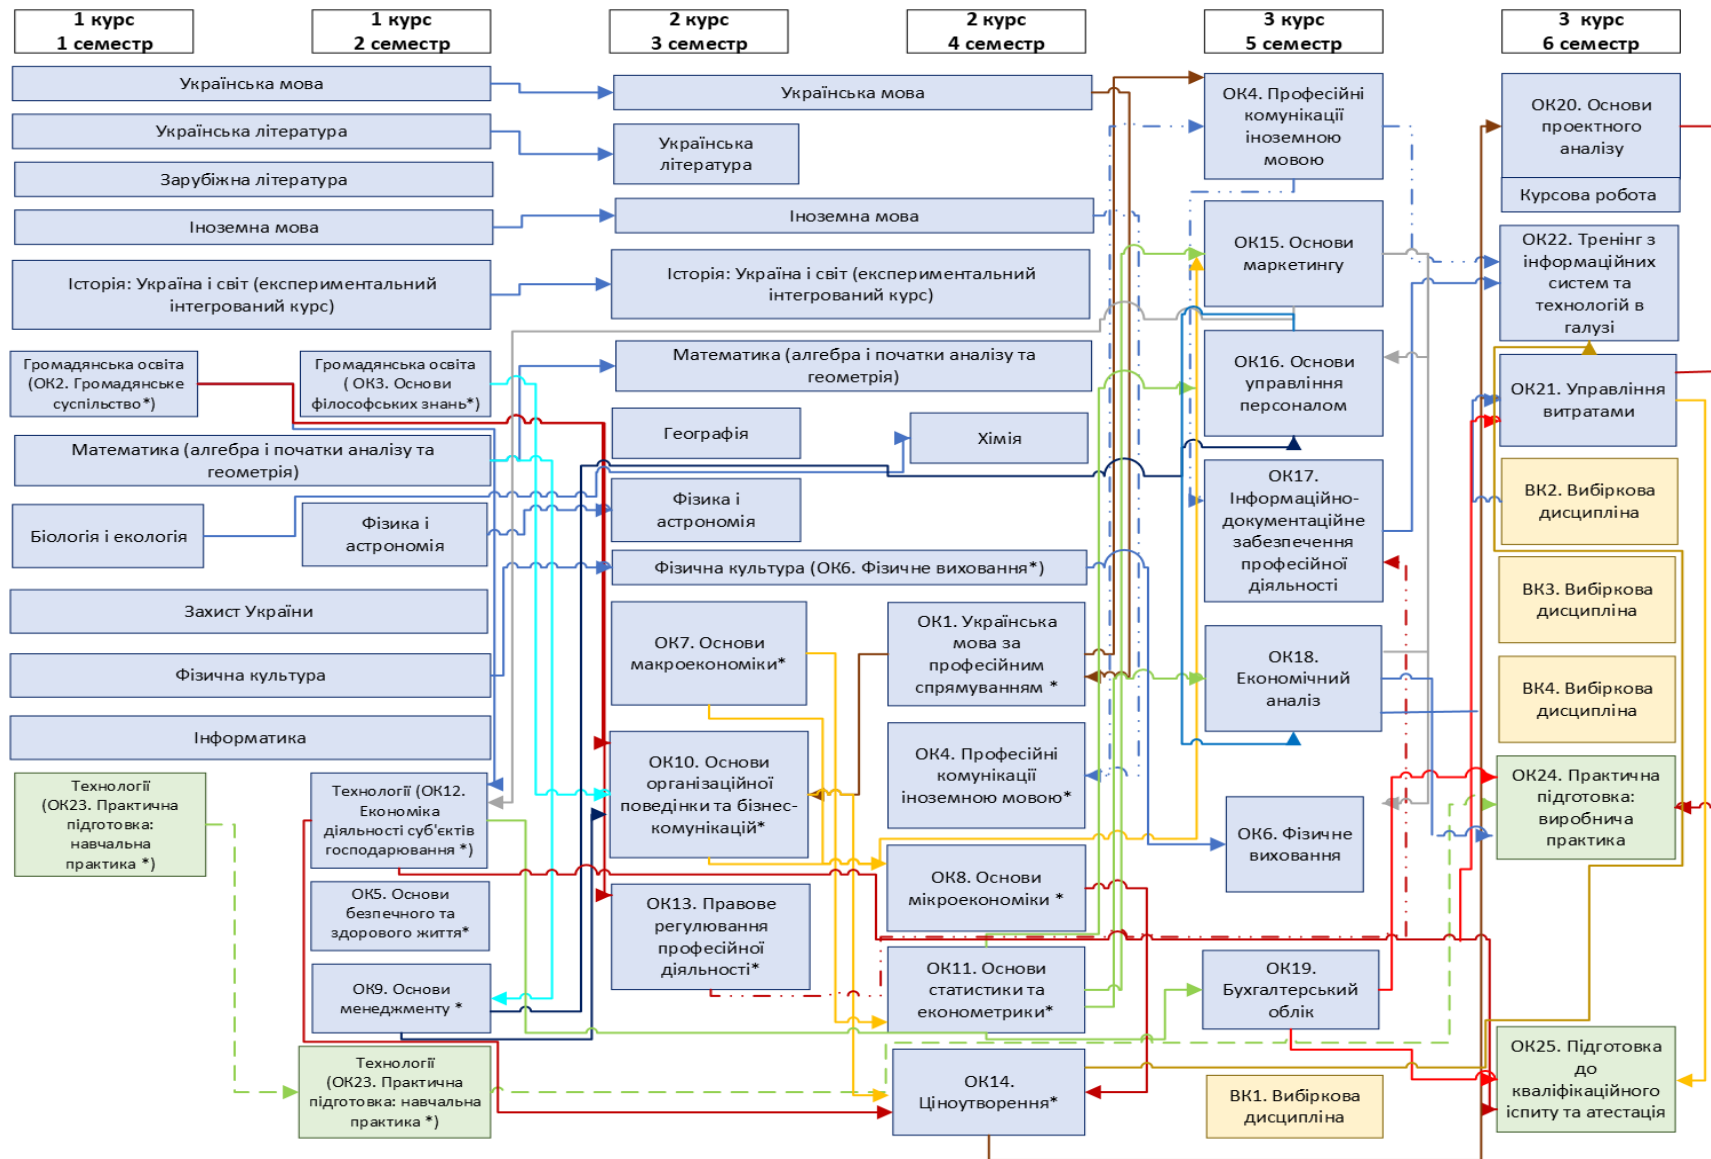 1 курс
1 семестр
1 курс
2 семестр
2 курс
3 семестр
2 курс
4 семестр
3 курс
5 семестр
3 курс
6 семестр
Українська мова
Українська література
Зарубіжна література
Іноземна мова
Історія: Україна і світ (експериментальний
інтегрований курс)
Громадянська освіта
(ОК2. Громадянське
суспільство*)
Громадянська освіта
( ОК3. Основи
філософських знань*)
Математика (алгебра і початки аналізу та
геометрія)
Біологія і екологія
Фізика і
астрономія
Захист України
Фізична культура
Інформатика
Технології
(ОК23. Практична
підготовка:
навчальна
практика *)
Технології (ОК12.
Економіка
діяльності суб'єктів
господарювання *)
ОК5. Основи
безпечного та
здорового життя*
ОК9. Основи
менеджменту *
Технології
(ОК23. Практична
підготовка: навчальна
практика *)
Українська мова
Українська
література
Іноземна мова
Історія: Україна і світ (експериментальний
інтегрований курс)
Математика (алгебра і початки аналізу та
геометрія)
Географія
Хімія
Фізика і
астрономія
Фізична культура (ОК6. Фізичне виховання*)
ОК7. Основи
макроекономіки*
ОК10. Основи
організаційної
поведінки та бізнес-
комунікацій*
ОК13. Правове
регулювання
професійної
діяльності*
ОК1. Українська
мова за
професійним
спрямуванням *
ОК4. Професійні
комунікації
іноземною мовою*
ОК8. Основи
мікроекономіки *
ОК11. Основи
статистики та
економетрики*
ОК14.
Ціноутворення*
ОК4. Професійні
комунікації
іноземною
мовою
ОК15. Основи
маркетингу
ОК16. Основи
управління
персоналом
ОК17.
Інформаційно-
документаційне
забезпечення
професійної
діяльності
ОК18.
Економічний
аналіз
ОК6. Фізичне
виховання
ОК19.
Бухгалтерський
облік
ВК1. Вибіркова
дисципліна
ОК20. Основи
проектного
аналізу
Курсова робота
ОК22. Тренінг з
інформаційних
систем та
технологій в
галузі
ОК21. Управління
витратами
ВК2. Вибіркова
дисципліна
ВК3. Вибіркова
дисципліна
ВК4. Вибіркова
дисципліна
ОК24. Практична
підготовка:
виробнича
практика
ОК25. Підготовка
до
кваліфікаційного
іспиту та атестація